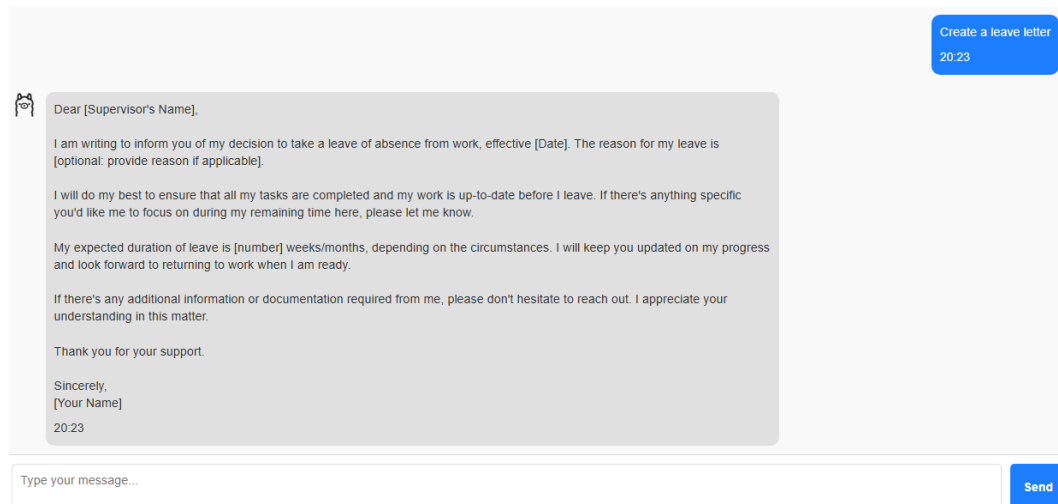 Create a leave letter
20:23
Dear [Supervisor's Name],
I am writing to inform you of my decision to take a leave of absence from work, effective [Date]. The reason for my leave is
[optional: provide reason if applicable].
I will do my best to ensure that all my tasks are completed and my work is up-to-date before I leave. If there's anything specific
you'd like me to focus on during my remaining time here, please let me know.
My expected duration of leave is [number] weeks/months, depending on the circumstances. I will keep you updated on my progress
and look forward to returning to work when I am ready.
If there's any additional information or documentation required from me, please don't hesitate to reach out. I appreciate your
understanding in this matter.
Thank you for your support.
Sincerely,
[Your Name]
20:23
Type your message...
Send